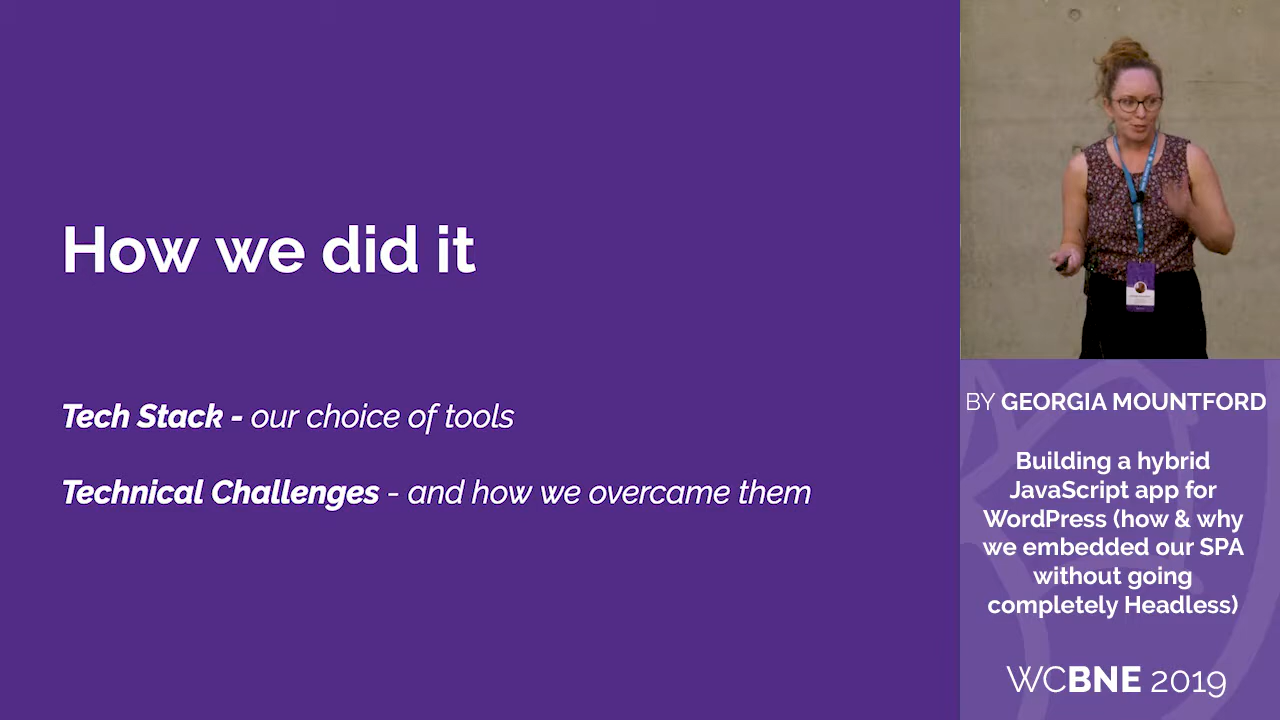 How we did it
Tech Stack - our choice of tools
Technical Challenges - and how we overcame them
BY GEORGIA MOUNTFORD
Building a hybrid
JavaScript app for
WordPress (how & why
we embedded our SPA
without going
completely Headless)
WCBNE 2019